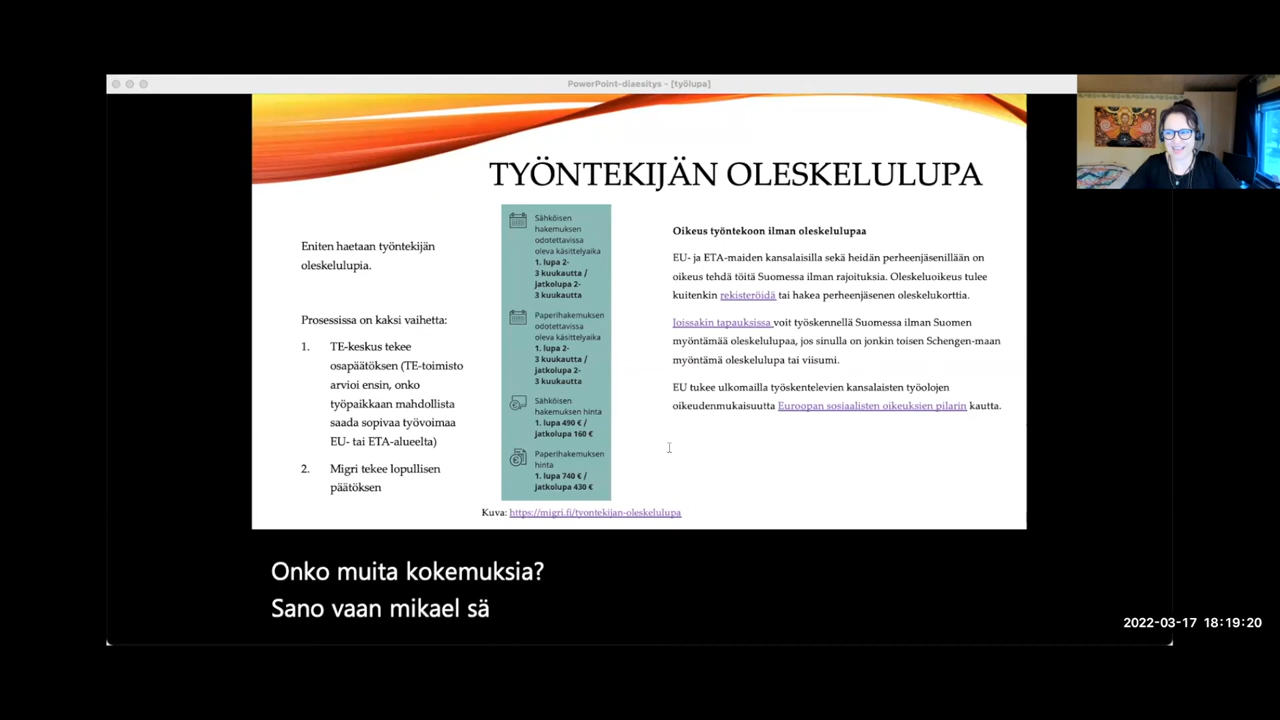 PowerPoint-diaesitys - [työlupa]
TYÖNTEKIJÄN OLESKELULUPA
Eniten haetaan työntekijän
oleskelulupia.
Prosessissa on kaksi vaihetta:
1. TE-keskus tekee
osapäätöksen (TE-toimisto
arvioi ensin, onko
työpaikkaan mahdollista
saada sopivaa työvoimaa
EU- tai ETA-alueelta)
2. Migri tekee lopullisen
päätöksen
Sähköisen
hakemuksen
odotettavissa
oleva käsittelyaika
1. lupa 2-
3 kuukautta /
jatkolupa 2-
3 kuukautta
Paperihakemuksen
odotettavissa
oleva käsittelyaika
1. lupa 2-
3 kuukautta /
jatkolupa 2-
3 kuukautta
Sähköisen
hakemuksen hinta
1. lupa 490 € /
jatkolupa 160 €
Paperihakemuksen
hinta
1. lupa 740 € /
jatkolupa 430 €
Kuva: https://migri.fi/tyontekijan-oleskelulupa
Oikeus työntekoon ilman oleskelulupaa
EU- ja ETA-maiden kansalaisilla sekä heidän perheenjäsenillään on
oikeus tehdä töitä Suomessa ilman rajoituksia. Oleskeluoikeus tulee
kuitenkin rekisteröidä tai hakea perheenjäsenen oleskelukorttia.
Joissakin tapauksissa voit työskennellä Suomessa ilman Suomen
myöntämää oleskelulupaa, jos sinulla on jonkin toisen Schengen-maan
myöntämä oleskelulupa tai viisumi.
EU tukee ulkomailla työskentelevien kansalaisten työolojen
oikeudenmukaisuutta Euroopan sosiaalisten oikeuksien pilarin kautta.
Onko muita kokemuksia?
Sano vaan mikael sä
2022-03-17 18:19:20